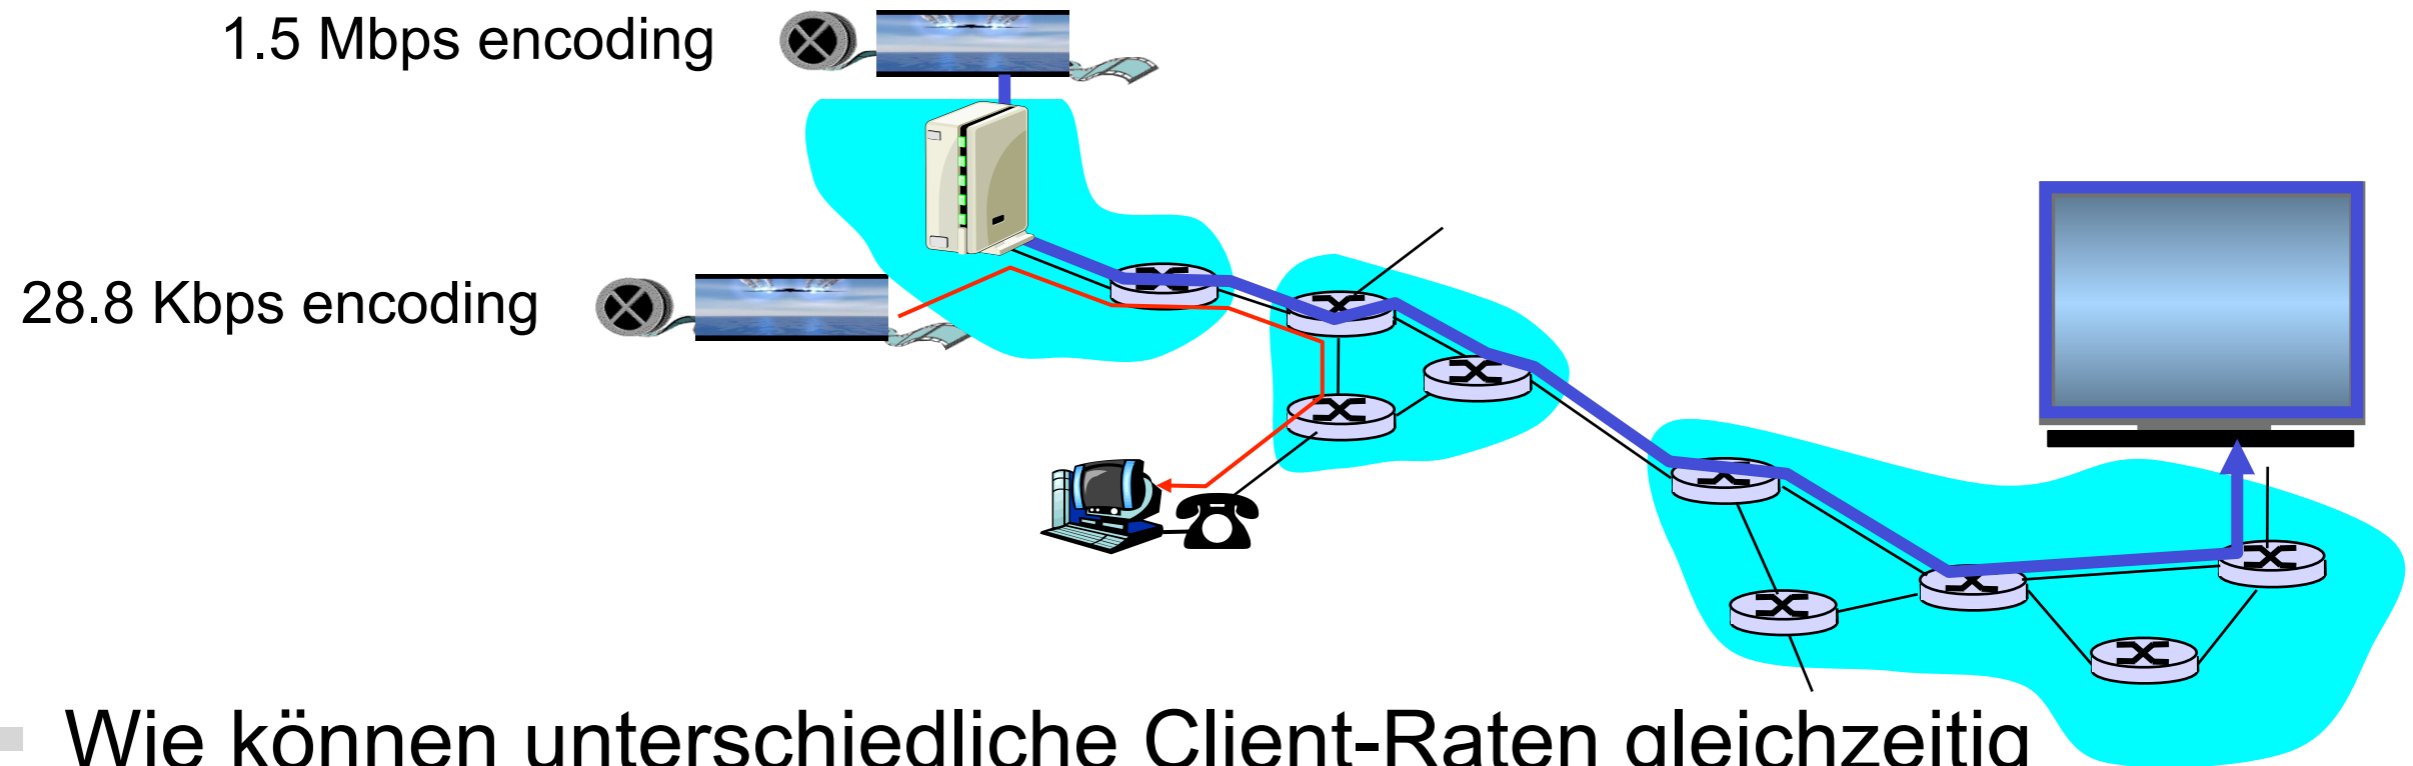 1.5 Mbps encoding
28.8 Kbps encoding
Wie können unterschiedliche Client-Raten gleichzeitig